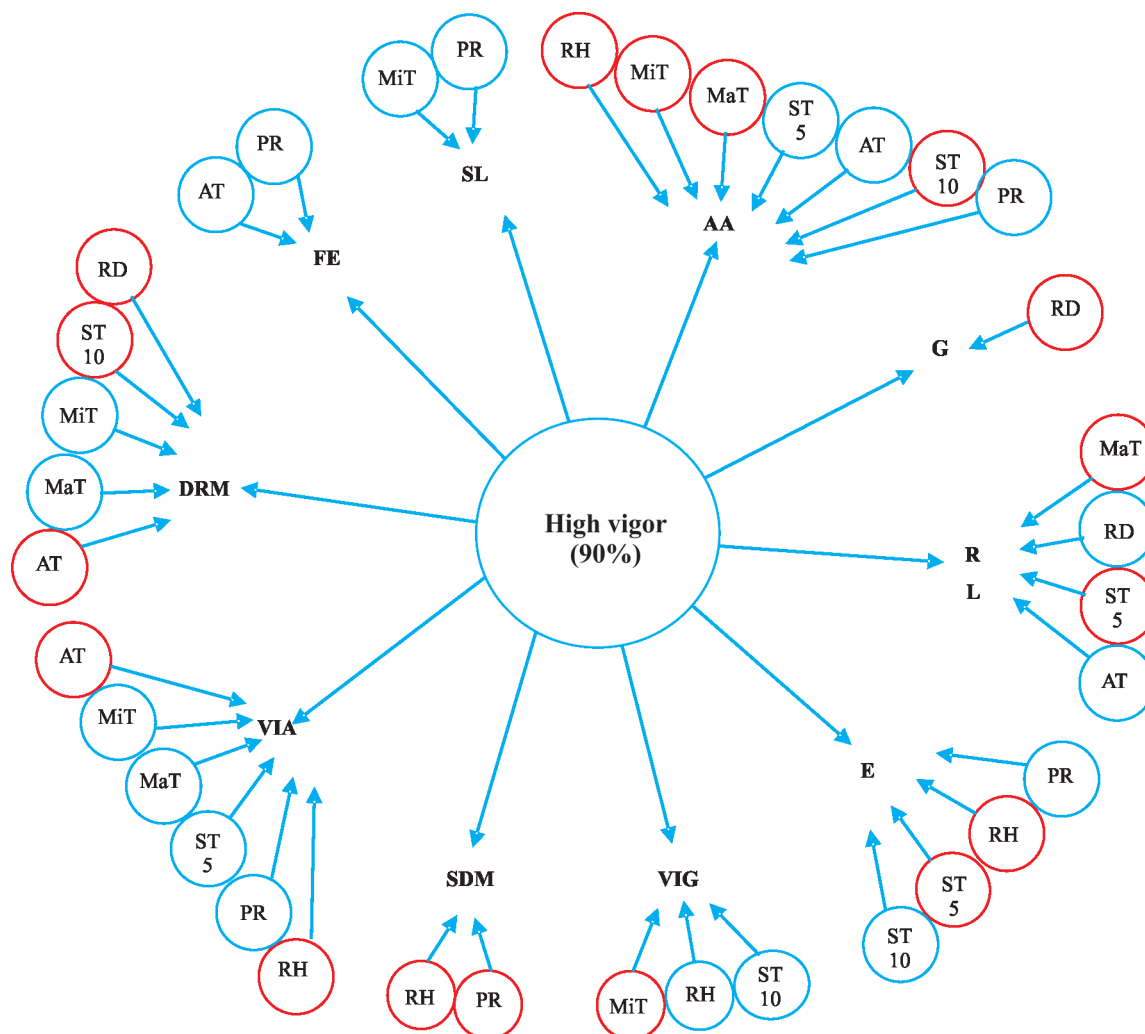 RH
MiT
MaT
ST
5
AT
ST
10
PR
AA
MiT
PR
SL
AT
PR
FE
RD
G
RD
ST
10
MiT
MaT
AT
DRM
High vigor
(90%)
MaT
RD
ST
5
AT
R
L
AT
MiT
MaT
ST
5
PR
RH
VIA
E
PR
RH
ST
5
ST
10
SDM
RH
PR
VIG
MiT
RH
ST
10